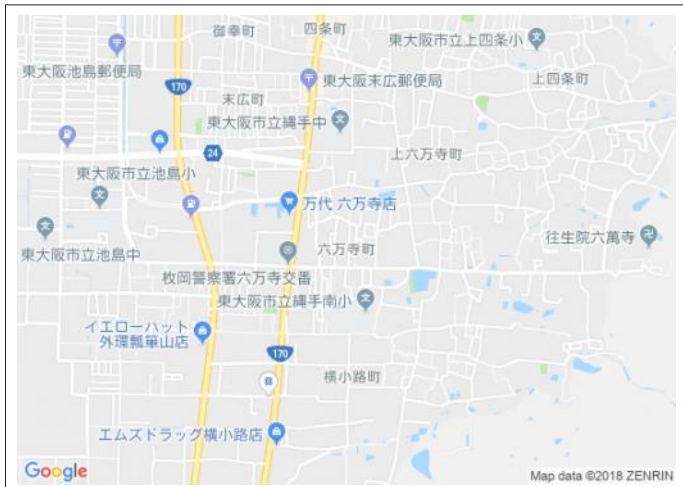 御幸町
四条町
東大阪市立上四条小
東大阪池島郵便局
170
東大阪末広郵便局
上四条町
末広町
東大阪市立縄手中
24
上六万寺町
東大阪市立池島小
万代 六万寺店
東大阪市立池島中
六万寺町
往生院六萬寺
枚岡警察署六万寺交番
東大阪市立縄手南小
イエローハット
外環瓢箪山店
170
横小路町
エムズドラッグ横小路店
Google
Map data ©2018 ZENRIN